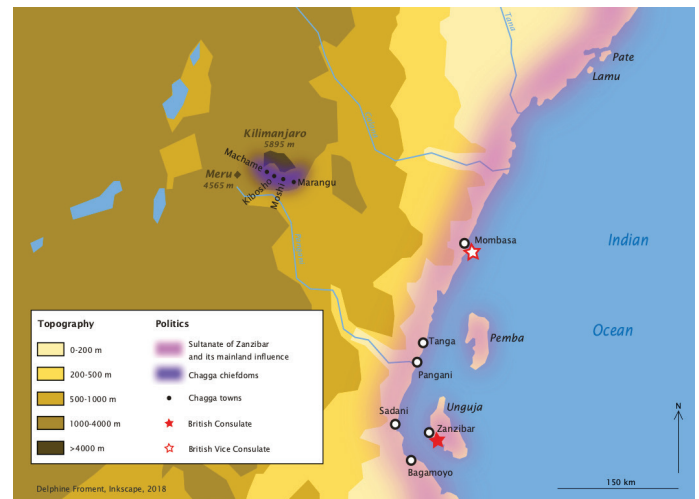 Tana
Pate
Lamu
Kilimanjaro
5895 m
Machame
Meru
4565 m
Kibosho
Moshi
Marangu
Mombasa
Indian
Ocean
Tanga
Pemba
Pangani
Sadani
Unguja
Zanzibar
Bagamoyo
Topography
0-200 m
200-500 m
500-1000 m
1000-4000 m
>4000 m
Politics
Sultanate of Zanzibar
and its mainland influence
Chagga chiefdoms
Chagga towns
British Consulate
British Vice Consulate
N
150 km
Delphine Froment, Inkscape, 2018